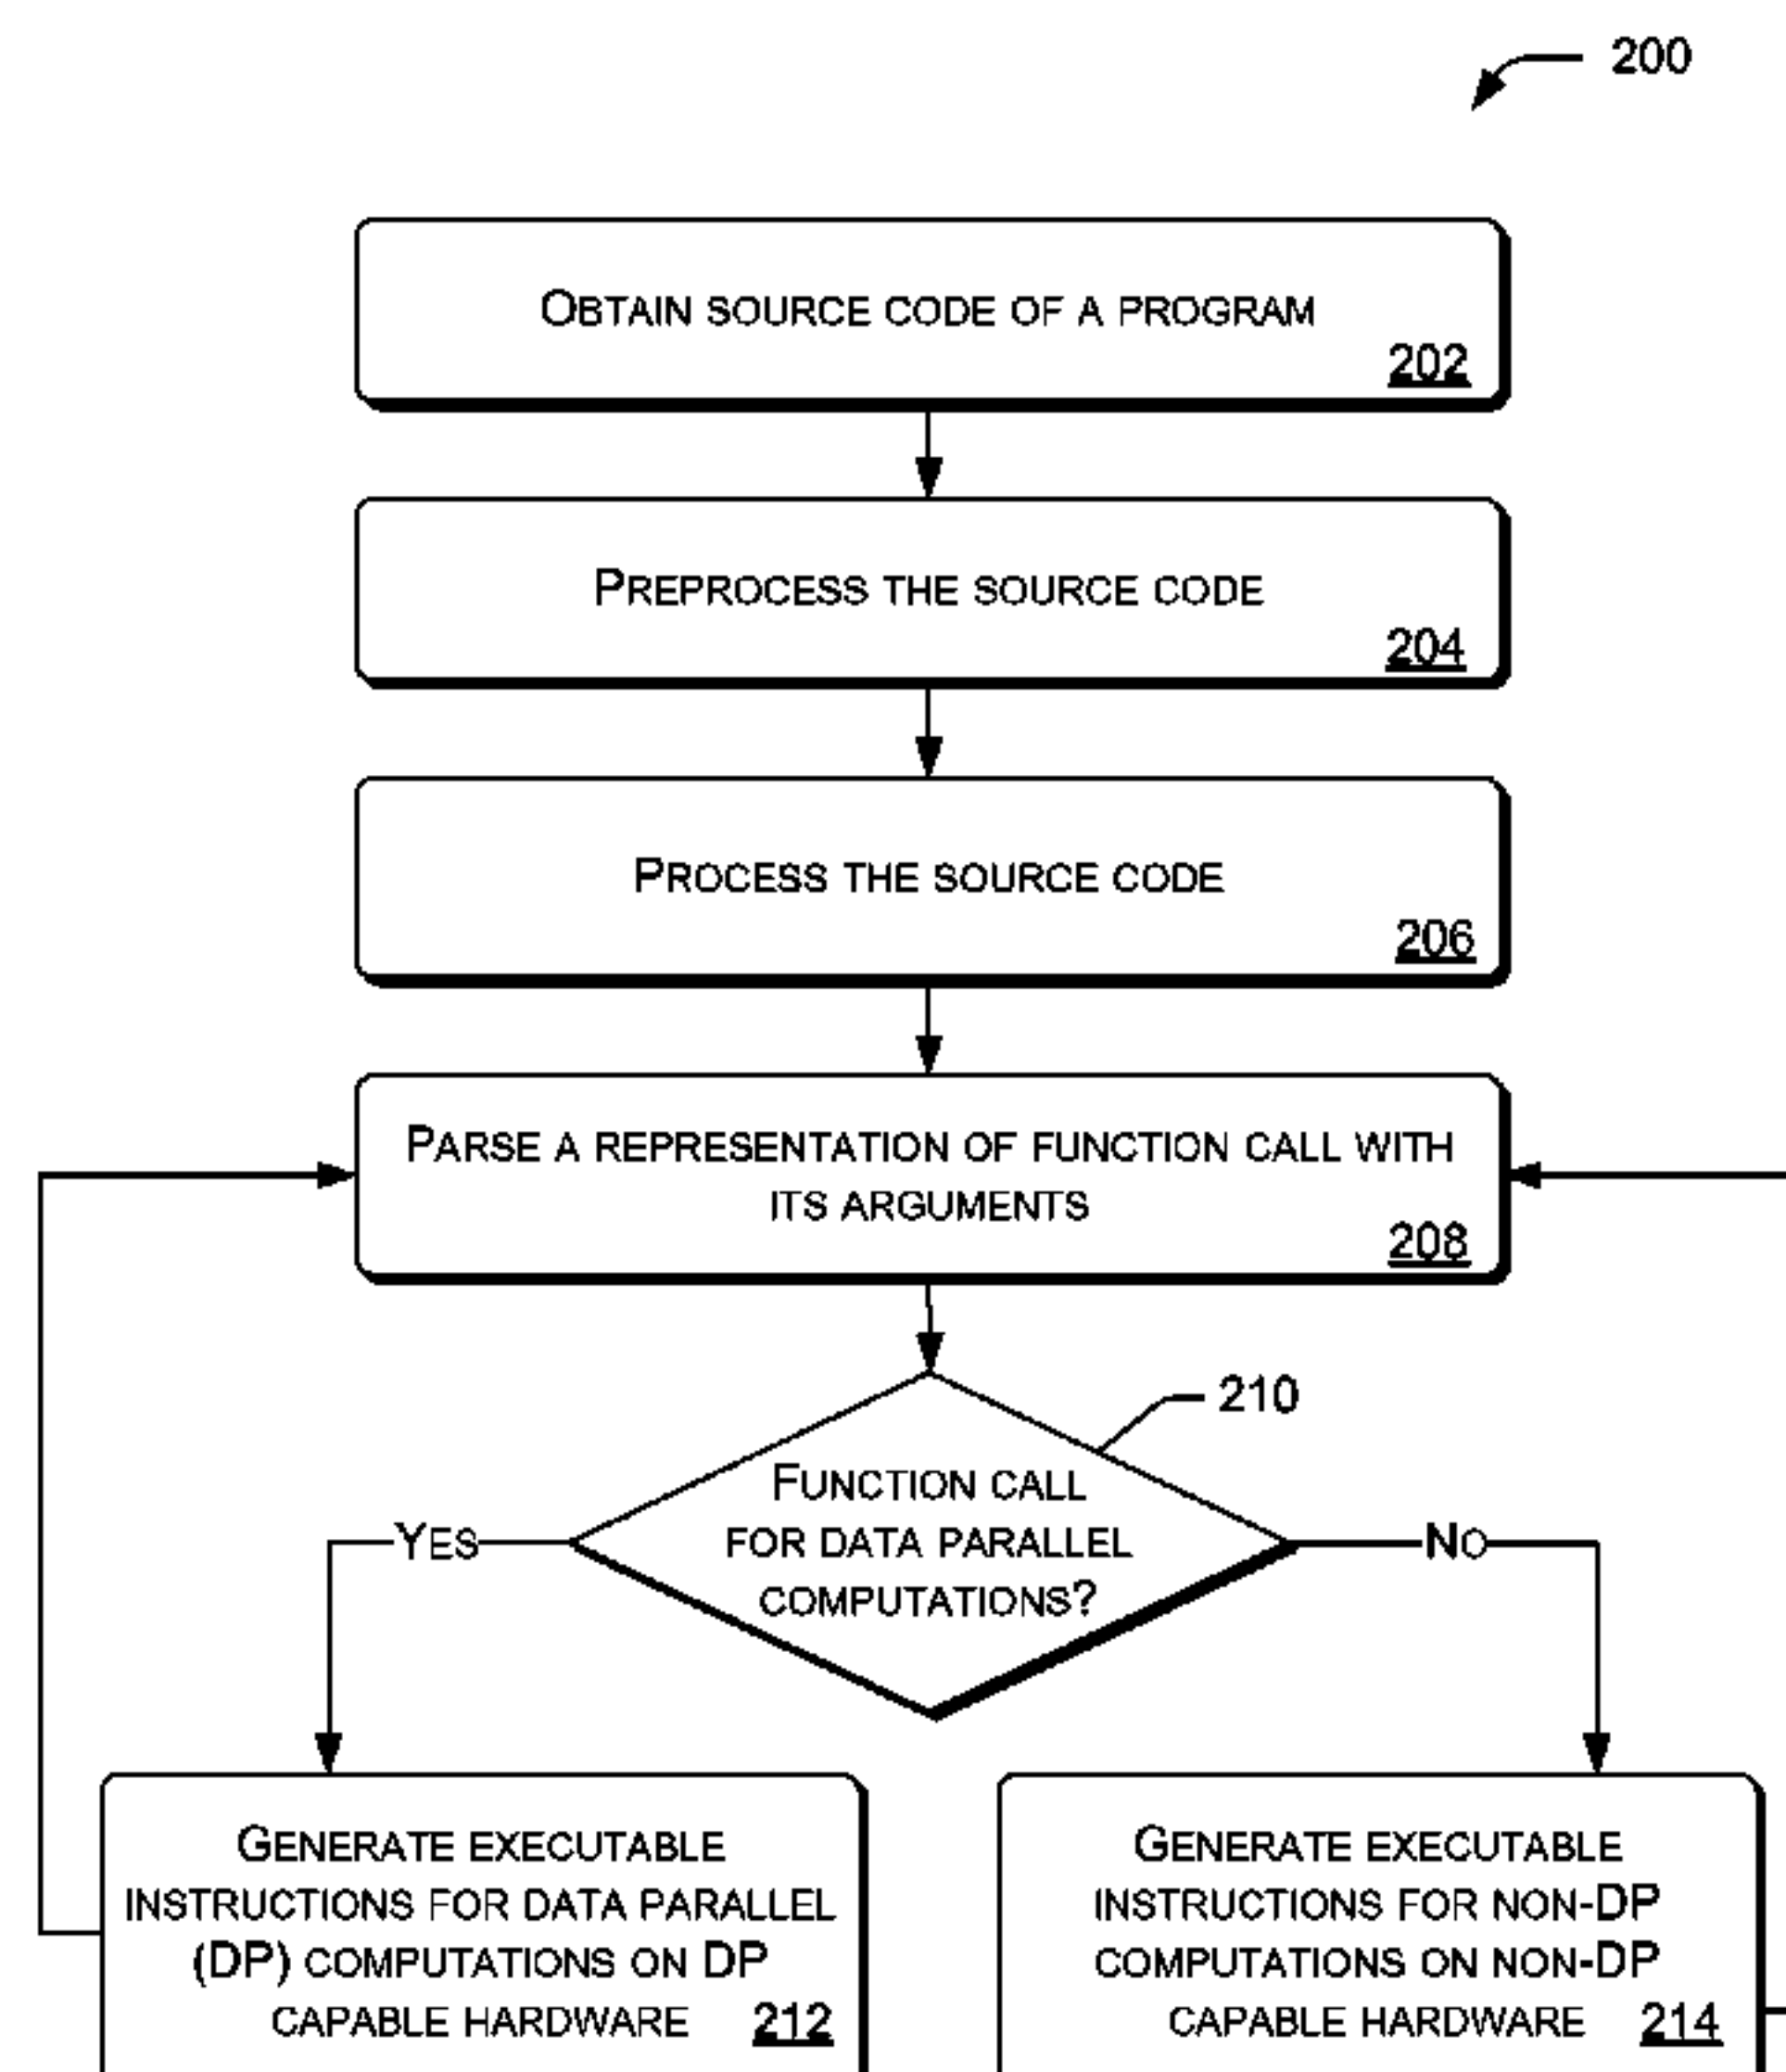 200
OBTAIN SOURCE CODE OF A PROGRAM
202
PREPROCESS THE SOURCE CODE
204
PROCESS THE SOURCE CODE
206
PARSE A REPRESENTATION OF FUNCTION CALL WITH
ITS ARGUMENTS
208
210
FUNCTION CALL
FOR DATA PARALLEL
COMPUTATIONS?
YES
NO
GENERATE EXECUTABLE
INSTRUCTIONS FOR DATA PARALLEL
(DP) COMPUTATIONS ON DP
CAPABLE HARDWARE 212
GENERATE EXECUTABLE
INSTRUCTIONS FOR NON-DP
COMPUTATIONS ON NON-DP
CAPABLE HARDWARE 214